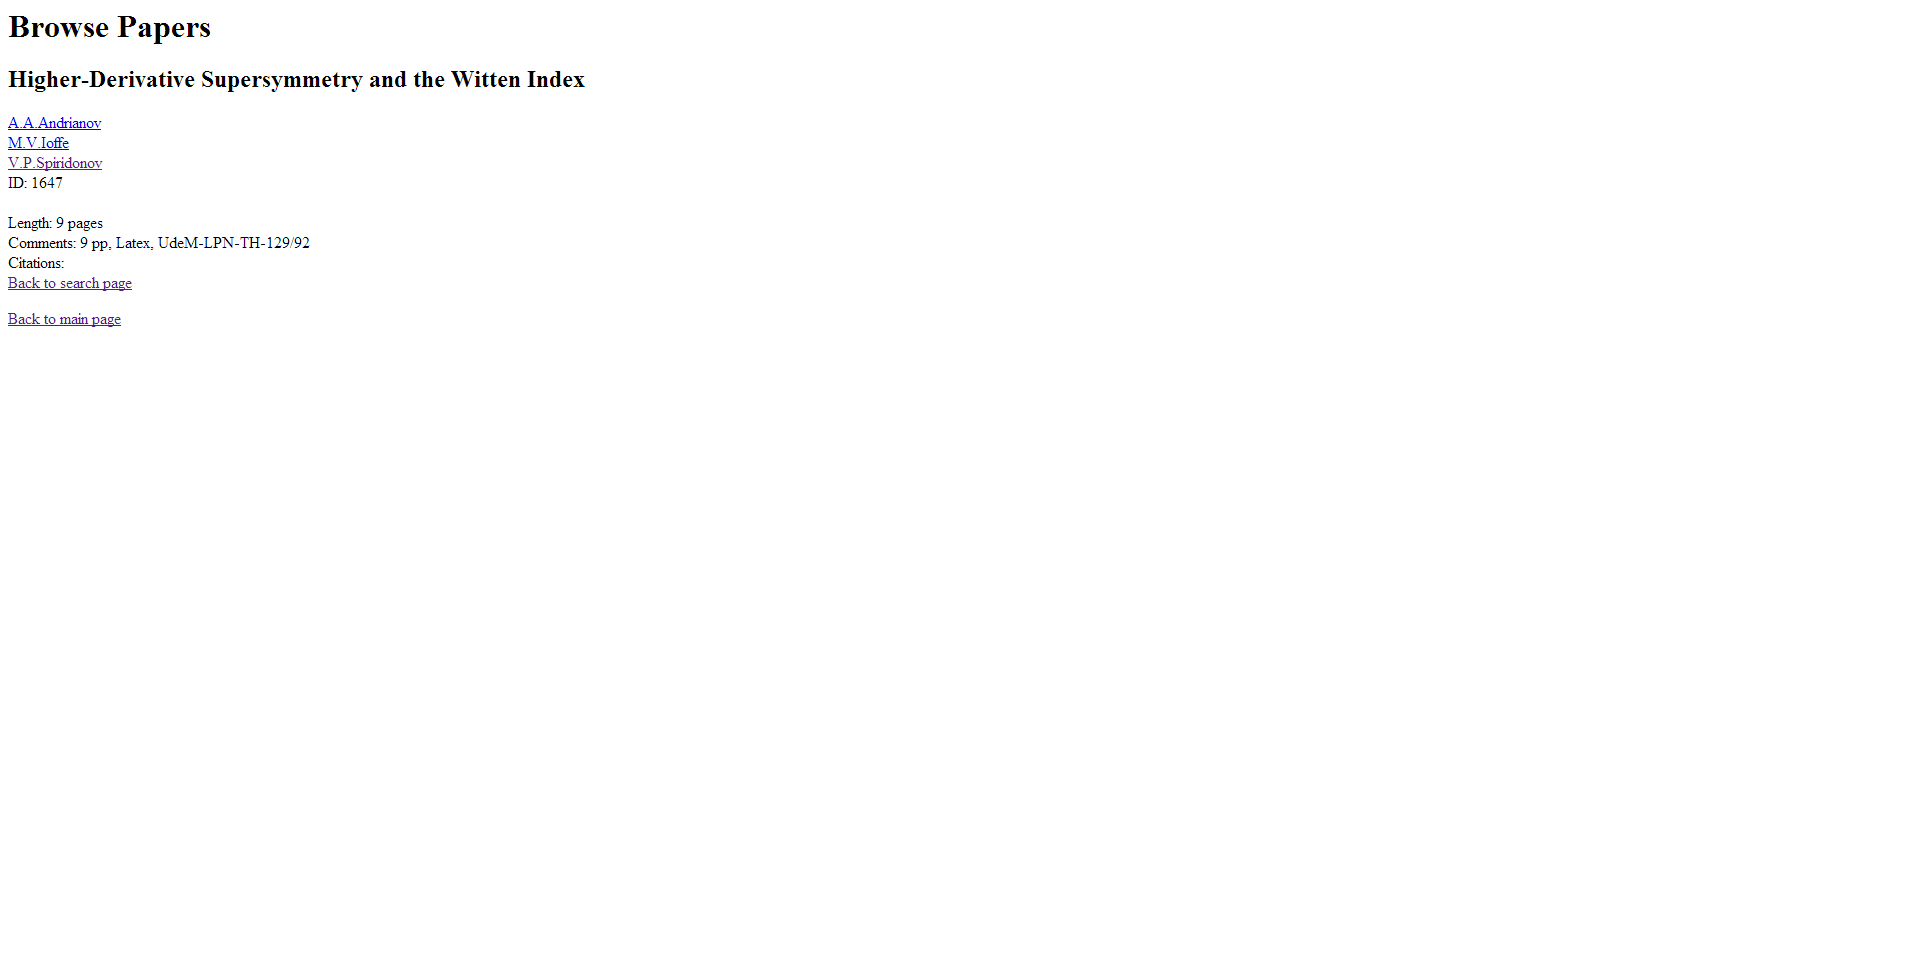 Browse Papers
Higher-Derivative Supersymmetry and the Witten Index
A.A.Andrianov
M.V.Ioffe
V.P.Spiridonov
ID: 1647
Length: 9 pages
Comments: 9 pp, Latex, UdeM-LPN-TH-129/92
Citations:
Back to search page
Back to main page